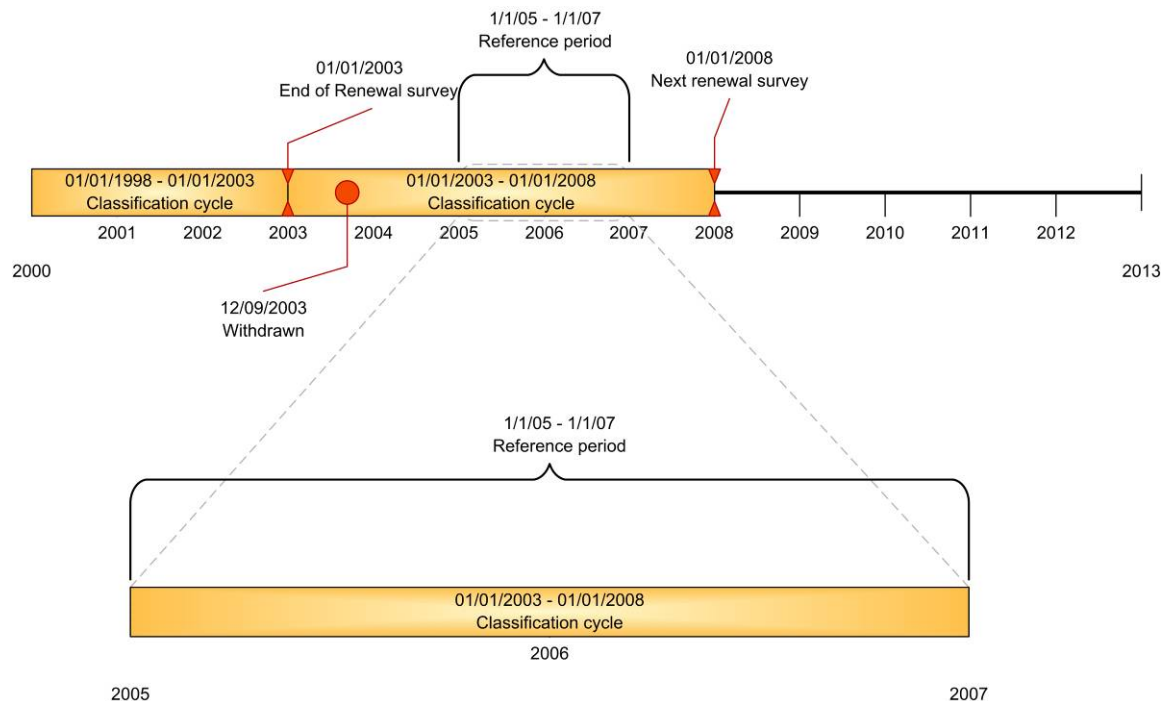 1/1/05 - 1/1/07
Reference period
01/01/2003
End of Renewal survey
01/01/2008
Next renewal survey
01/01/1998 - 01/01/2003
Classification cycle
01/01/2003 - 01/01/2008
Classification cycle
2001 2002 2003 2004 2005 2006 2007 2008 2009 2010 2011 2012
2000 2013
12/09/2003
Withdrawn
1/1/05 - 1/1/07
Reference period
01/01/2003 - 01/01/2008
Classification cycle
2006
2005 2007